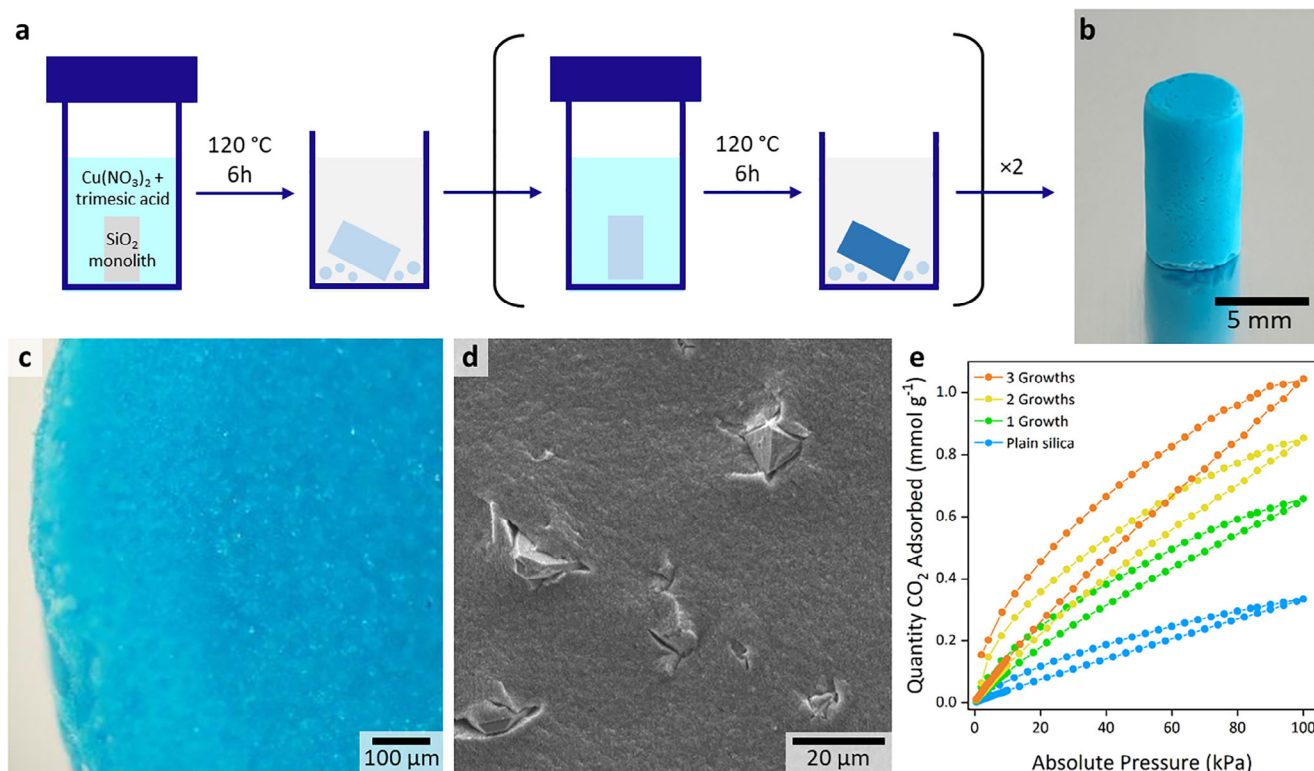 a
Cu(NO₃)₂ +
trimesic acid
SiO₂
monolith
120 °C
6h
120 °C
6h
×2
b
5 mm
c
100 µm
d
20 µm
e
3 Growths
2 Growths
1 Growth
Plain silica
Quantity CO₂ Adsorbed (mmol g⁻¹)
1.0
0.8
0.6
0.4
0.2
0.0
0 20 40 60 80 100
Absolute Pressure (kPa)